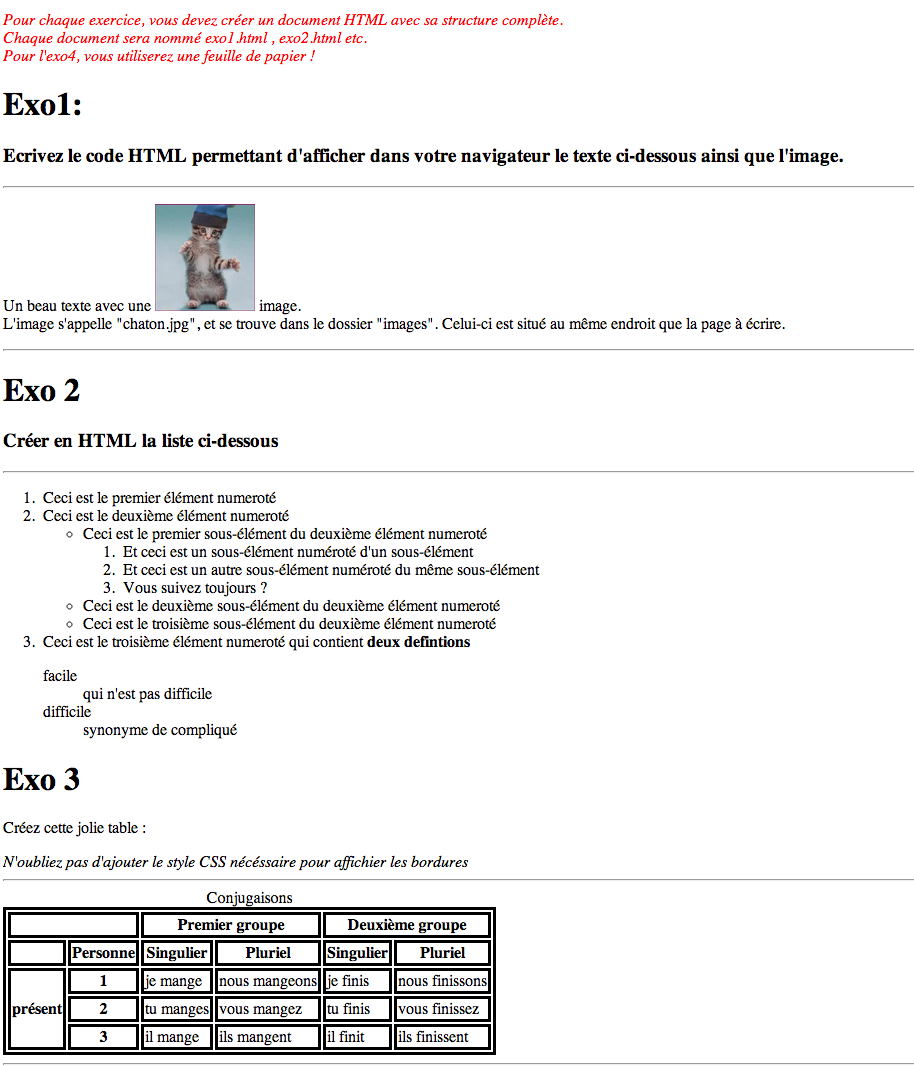 Pour chaque exercice, vous devez créer un document HTML avec sa structure complète.
Chaque document sera nommé exo1.html , exo2.html etc.
Pour l'exo4, vous utiliserez une feuille de papier !
Exo1:
Ecrivez le code HTML permettant d'afficher dans votre navigateur le texte ci-dessous ainsi que l'image.
Un beau texte avec une image.
L'image s'appelle "chaton.jpg", et se trouve dans le dossier "images". Celui-ci est situé au même endroit que la page à écrire.
Exo 2
Créer en HTML la liste ci-dessous
1. Ceci est le premier élément numeroté
2. Ceci est le deuxième élément numeroté
◦ Ceci est le premier sous-élément du deuxième élément numeroté
1. Et ceci est un sous-élément numéroté d'un sous-élément
2. Et ceci est un autre sous-élément numéroté du même sous-élément
3. Vous suivez toujours ?
◦ Ceci est le deuxième sous-élément du deuxième élément numeroté
◦ Ceci est le troisième sous-élément du deuxième élément numeroté
3. Ceci est le troisième élément numeroté qui contient deux defintions
facile
qui n'est pas difficile
difficile
synonyme de compliqué
Exo 3
Créez cette jolie table :
N'oubliez pas d'ajouter le style CSS nécéssaire pour affichier les bordures
Conjugaisons
Premier groupe Deuxième groupe
Personne Singulier Pluriel Singulier Pluriel
présent 1 je mange nous mangeons je finis nous finissons
2 tu manges vous mangez tu finis vous finissez
3 il mange ils mangent il finit ils finissent